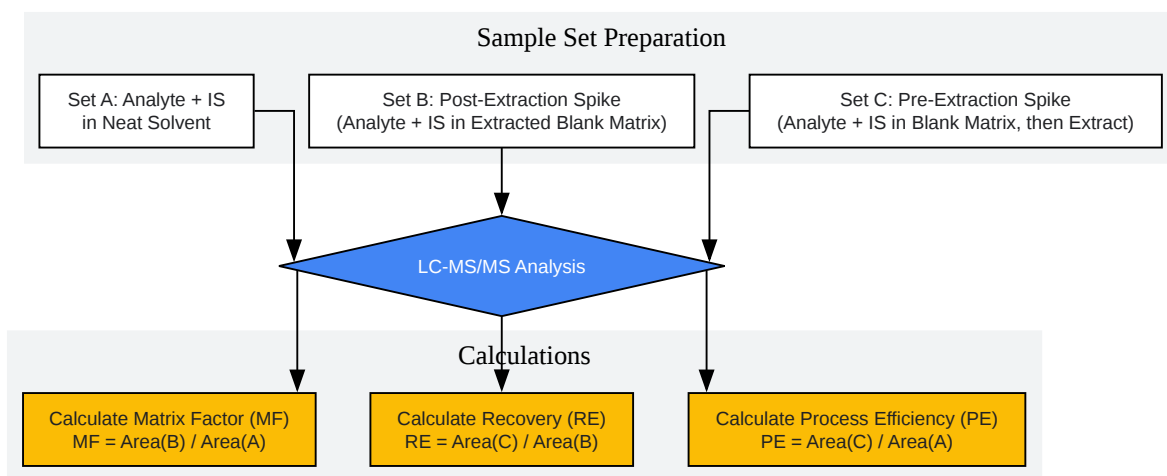 Sample Set Preparation
Set A: Analyte + IS
in Neat Solvent
Set B: Post-Extraction Spike
(Analyte + IS in Extracted Blank Matrix)
Set C: Pre-Extraction Spike
(Analyte + IS in Blank Matrix, then Extract)
LC-MS/MS Analysis
Calculations
Calculate Matrix Factor (MF)
MF = Area(B) / Area(A)
Calculate Recovery (RE)
RE = Area(C) / Area(B)
Calculate Process Efficiency (PE)
PE = Area(C) / Area(A)